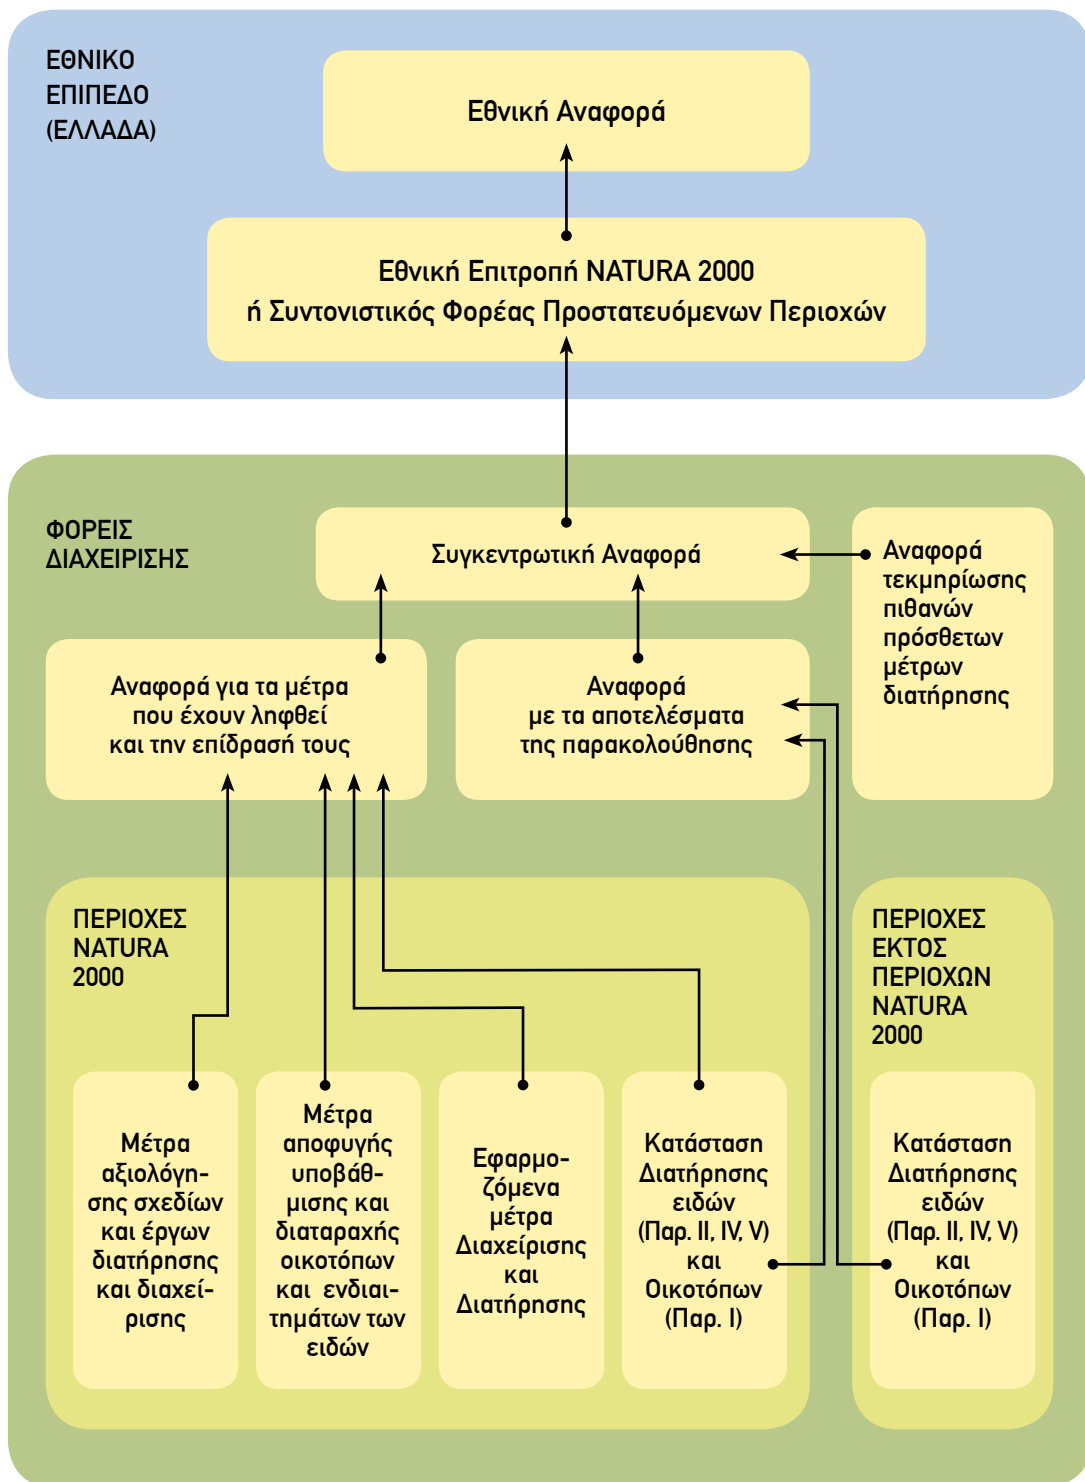 ΕΘΝΙΚΟ
ΕΠΙΠΕΔΟ
(ΕΛΛΑΔΑ)
Εθνική Αναφορά
Εθνική Επιτροπή NATURA 2000
ή Συντονιστικός Φορέας Προστατευόμενων Περιοχών
ΦΟΡΕΙΣ
ΔΙΑΧΕΙΡΙΣΗΣ
Συγκεντρωτική Αναφορά
Αναφορά
τεκμηρίωσης
πιθανών
πρόσθετων
μέτρων
διατήρησης
Αναφορά για τα μέτρα
που έχουν ληφθεί
και την επίδρασή τους
Αναφορά
με τα αποτελέσματα
της παρακολούθησης
ΠΕΡΙΟΧΕΣ
NATURA
2000
ΠΕΡΙΟΧΕΣ
ΕΚΤΟΣ
ΠΕΡΙΟΧΩΝ
NATURA
2000
Μέτρα
αξιολόγη-
σης σχεδίων
και έργων
διατήρησης
και διαχεί-
ρισης
Μέτρα
αποφυγής
υποβάθ-
μισης και
διαταραχής
οικοτόπων
και ενδιαι-
τημάτων των
ειδών
Εφαρμο-
ζόμενα
μέτρα
Διαχείρισης
και
Διατήρησης
Κατάσταση
Διατήρησης
ειδών
(Παρ. II, IV, V)
και
Οικοτόπων
(Παρ. I)
Κατάσταση
Διατήρησης
ειδών
(Παρ. II, IV, V)
και
Οικοτόπων
(Παρ. I)